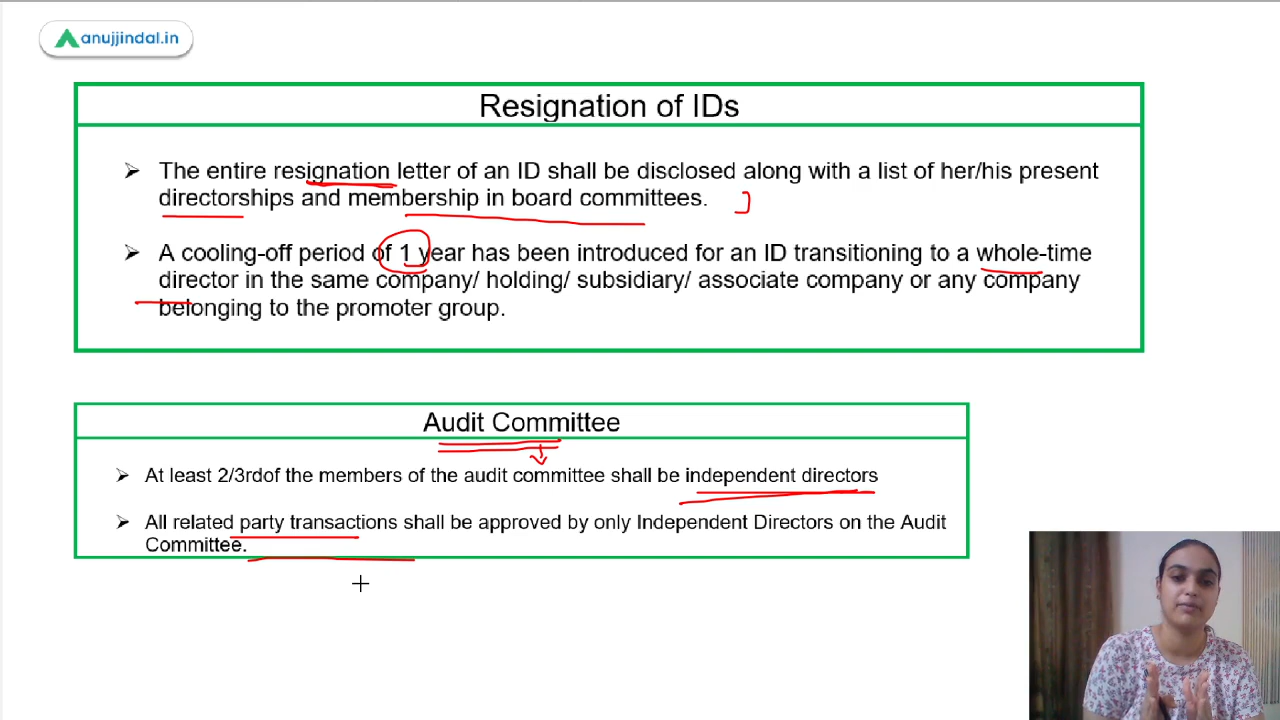 anujjindal.in
Resignation of IDs
➢ The entire resignation letter of an ID shall be disclosed along with a list of her/his present
directorships and membership in board committees.
➢ A cooling-off period of 1 year has been introduced for an ID transitioning to a whole-time
director in the same company/ holding/ subsidiary/ associate company or any company
belonging to the promoter group.
Audit Committee
➢ At least 2/3rdof the members of the audit committee shall be independent directors
➢ All related party transactions shall be approved by only Independent Directors on the Audit
Committee.